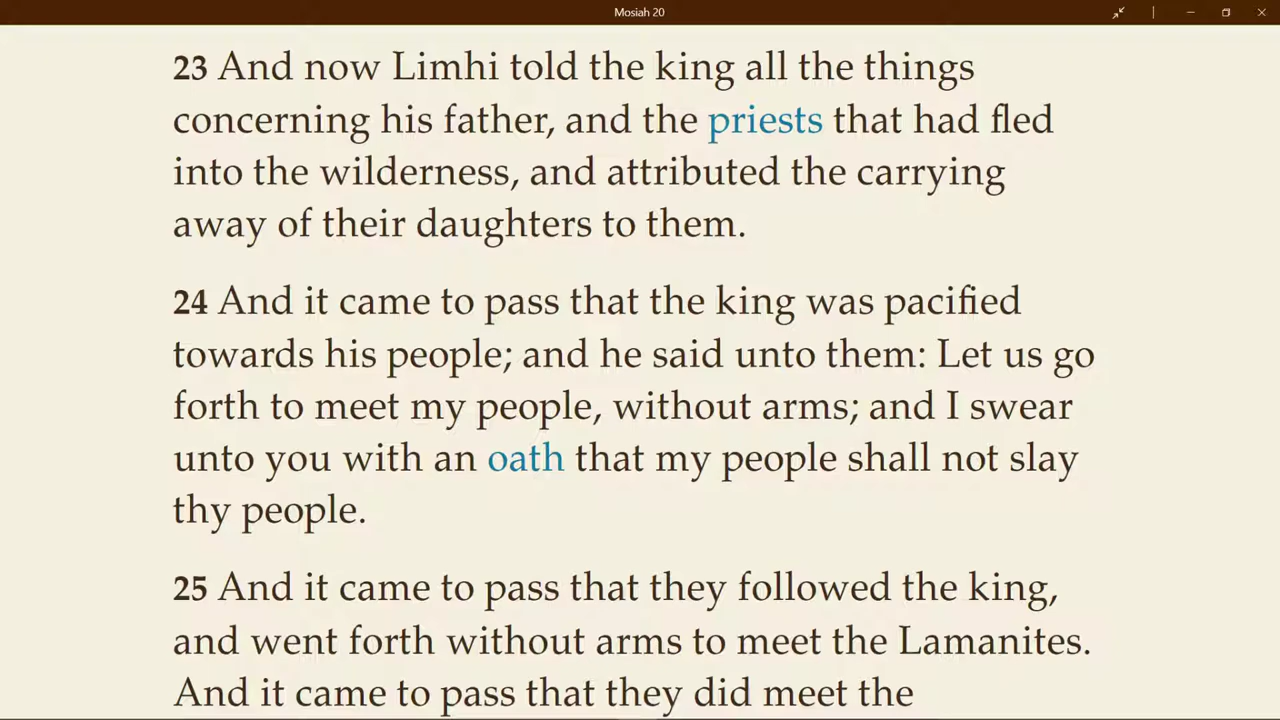 Mosiah 20
23 And now Limhi told the king all the things
concerning his father, and the priests that had fled
into the wilderness, and attributed the carrying
away of their daughters to them.
24 And it came to pass that the king was pacified
towards his people; and he said unto them: Let us go
forth to meet my people, without arms; and I swear
unto you with an oath that my people shall not slay
thy people.
25 And it came to pass that they followed the king,
and went forth without arms to meet the Lamanites.
And it came to pass that they did meet the